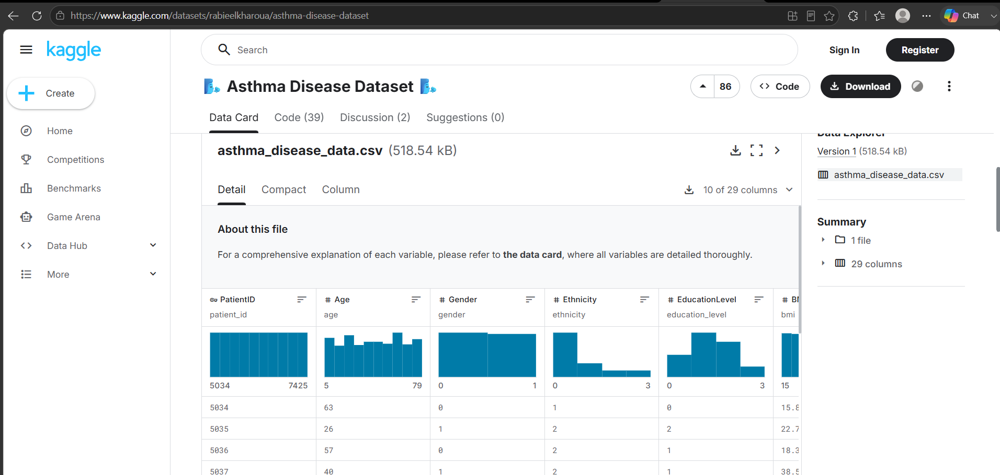 https://www.kaggle.com/datasets/rabieelkharoua/asthma-disease-dataset
Chat
kaggle
Search
Sign In
Register
Create
Asthma Disease Dataset
86
Code
Download
Data Card
Code (39)
Discussion (2)
Suggestions (0)
Home
Competitions
Benchmarks
Game Arena
Data Hub
More
asthma_disease_data.csv (518.54 kB)
Detail
Compact
Column
10 of 29 columns
About this file
For a comprehensive explanation of each variable, please refer to the data card, where all variables are detailed thoroughly.
PatientID # Age # Gender # Ethnicity # EducationLevel #
patient_id age gender ethnicity education_level bmi
5034 7425 5 79 0 1 0 3 0 3 15
5034 63 0 1 0 15.8
5035 26 1 2 2 22.7
5036 57 0 2 1 18.3
5037 40 1 2 1 38.5
Data Explorer
Version 1 (518.54 kB)
asthma_disease_data.csv
Summary
1 file
29 columns